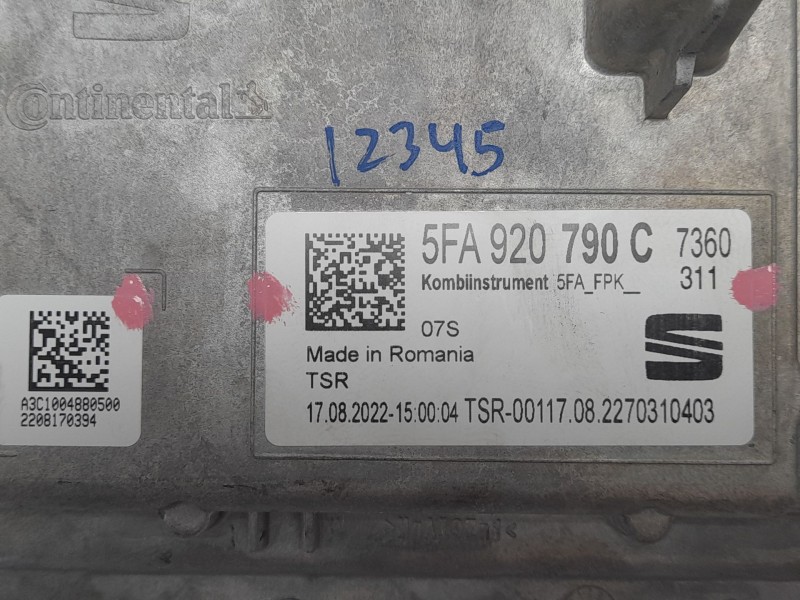 Continental
12345
5FA 920 790 C 7360
Kombiinstrument 5FA_FPK__ 311
07S
Made in Romania
TSR
17.08.2022-15:00:04 TSR-00117.08.2270310403
A3C1004880500
2208170394